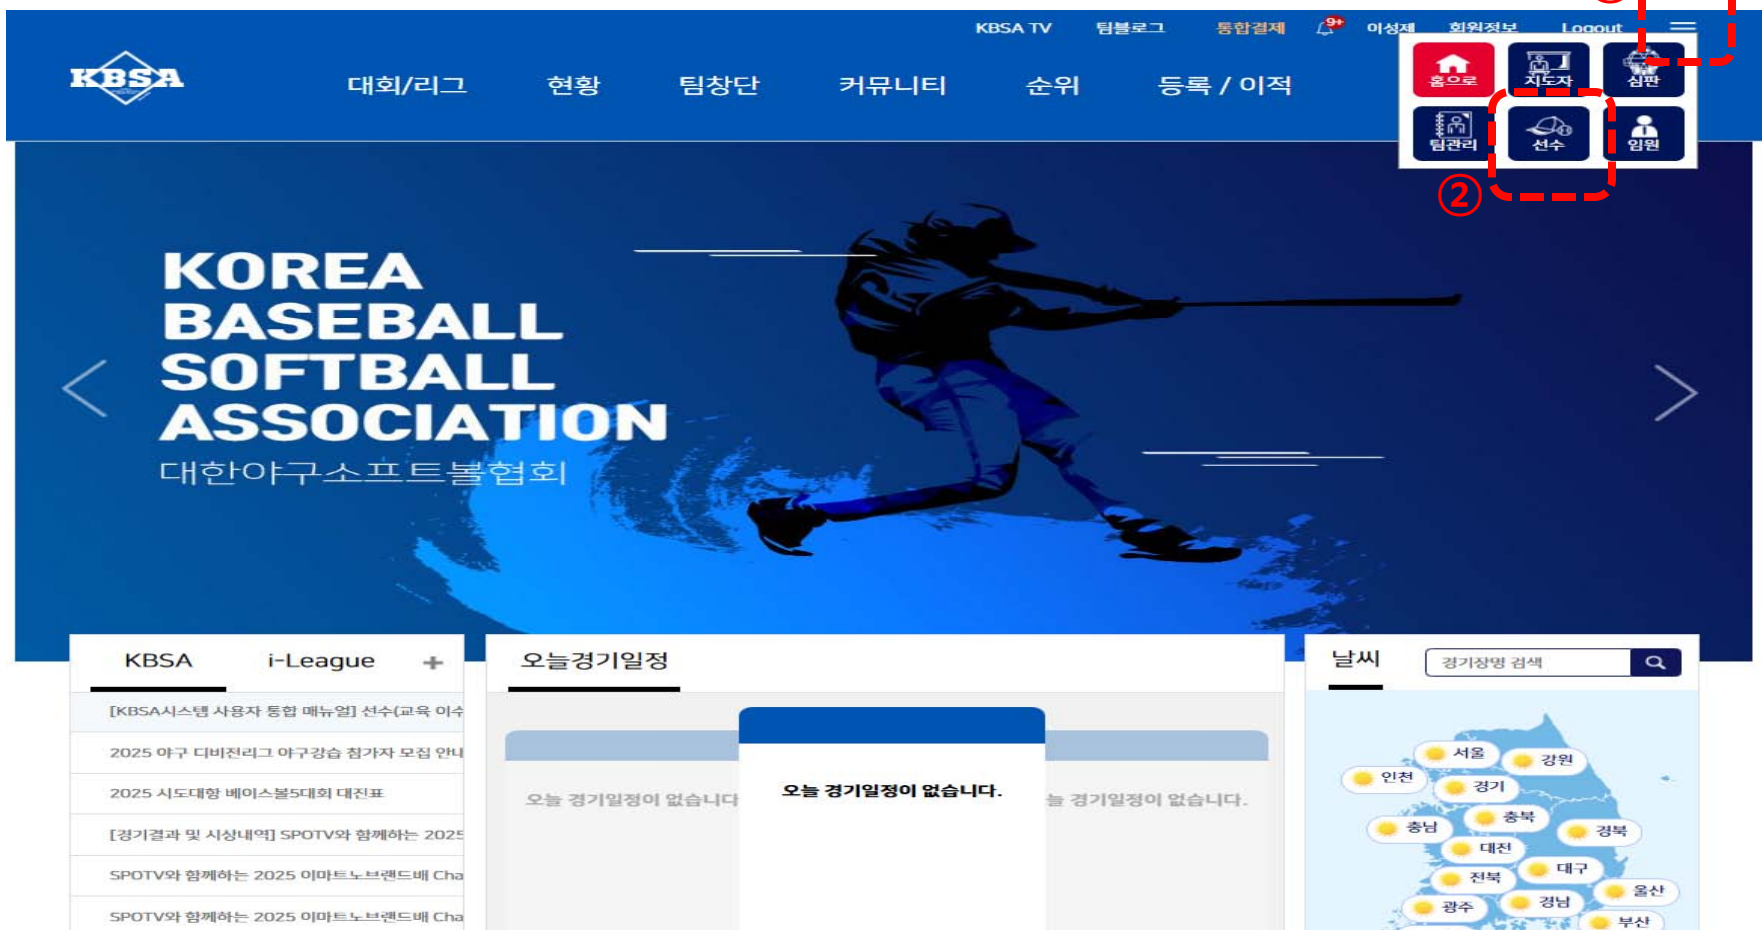 KBSA TV 팀블로그 통합결제 9+ 이성제 회원정보 Logout
KBSA
대회/리그 현황 팀창단 커뮤니티 순위 등록 / 이적
홈으로 지도자 심판
팀관리 선수 임원
②
KOREA
BASEBALL
SOFTBALL
ASSOCIATION
대한야구소프트볼협회
KBSA i-League +
[KBSA시스템 사용자 통합 매뉴얼] 선수(교육 이수
2025 야구 디비전리그 야구강습 참가자 모집 안내
2025 시도대항 베이스볼5대회 대진표
[경기결과 및 시상내역] SPOTV와 함께하는 2025
SPOTV와 함께하는 2025 이마트노브랜드배 Cha
SPOTV와 함께하는 2025 이마트노브랜드배 Cha
오늘경기일정
오늘 경기일정이 없습니다
오늘 경기일정이 없습니다.
늘 경기일정이 없습니다.
날씨
경기장명 검색
서울
강원
인천
경기
충북
충남
경북
대전
대구
전북
울산
경남
광주
부산